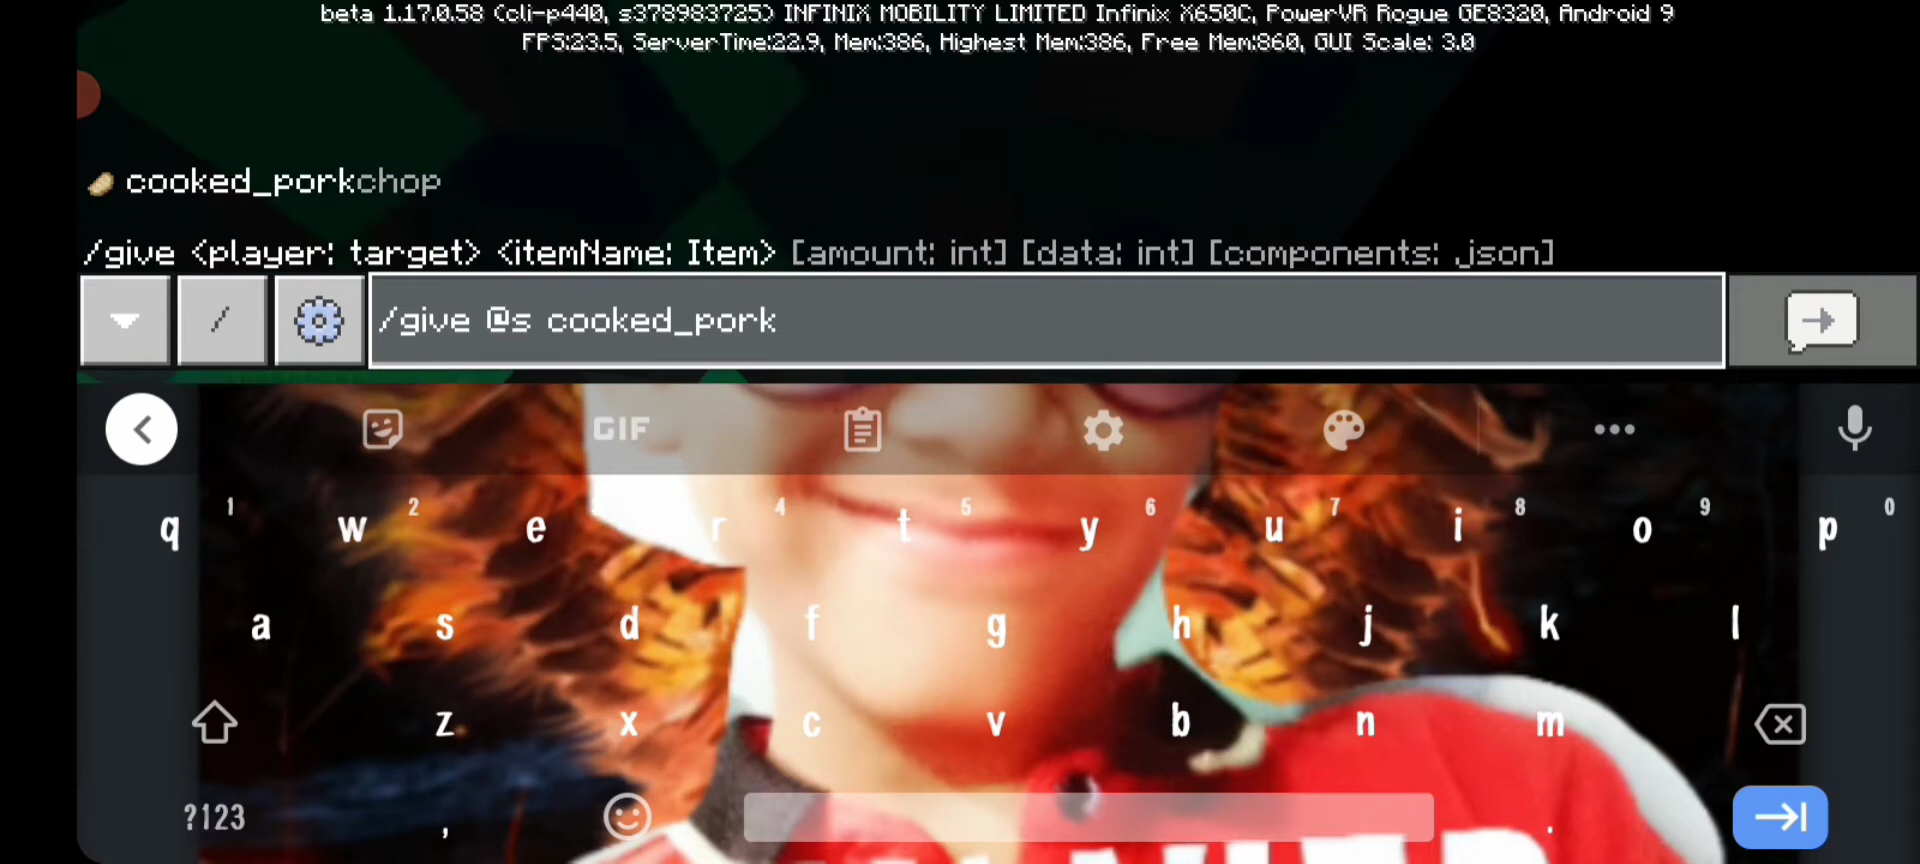 beta 1.17.0.58 (cli-p440, s378983725) INFINIX MOBILITY LIMITED Infinix X650C, PowerVR Rogue GE8320, Android 9
FPS:23.5, ServerTime:22.9, Mem:386, Highest Mem:386, Free Mem:860, GUI Scale: 3.0
cooked_porkchop
/give <player: target> <itemName: Item> [amount: int] [data: int] [components: json]
/
/give @s cooked_pork
GIF
1 2 4 5 6 7 8 9 0
q w e r t y u i o p
a s d f g h j k l
z x c v b n m
?123 , .